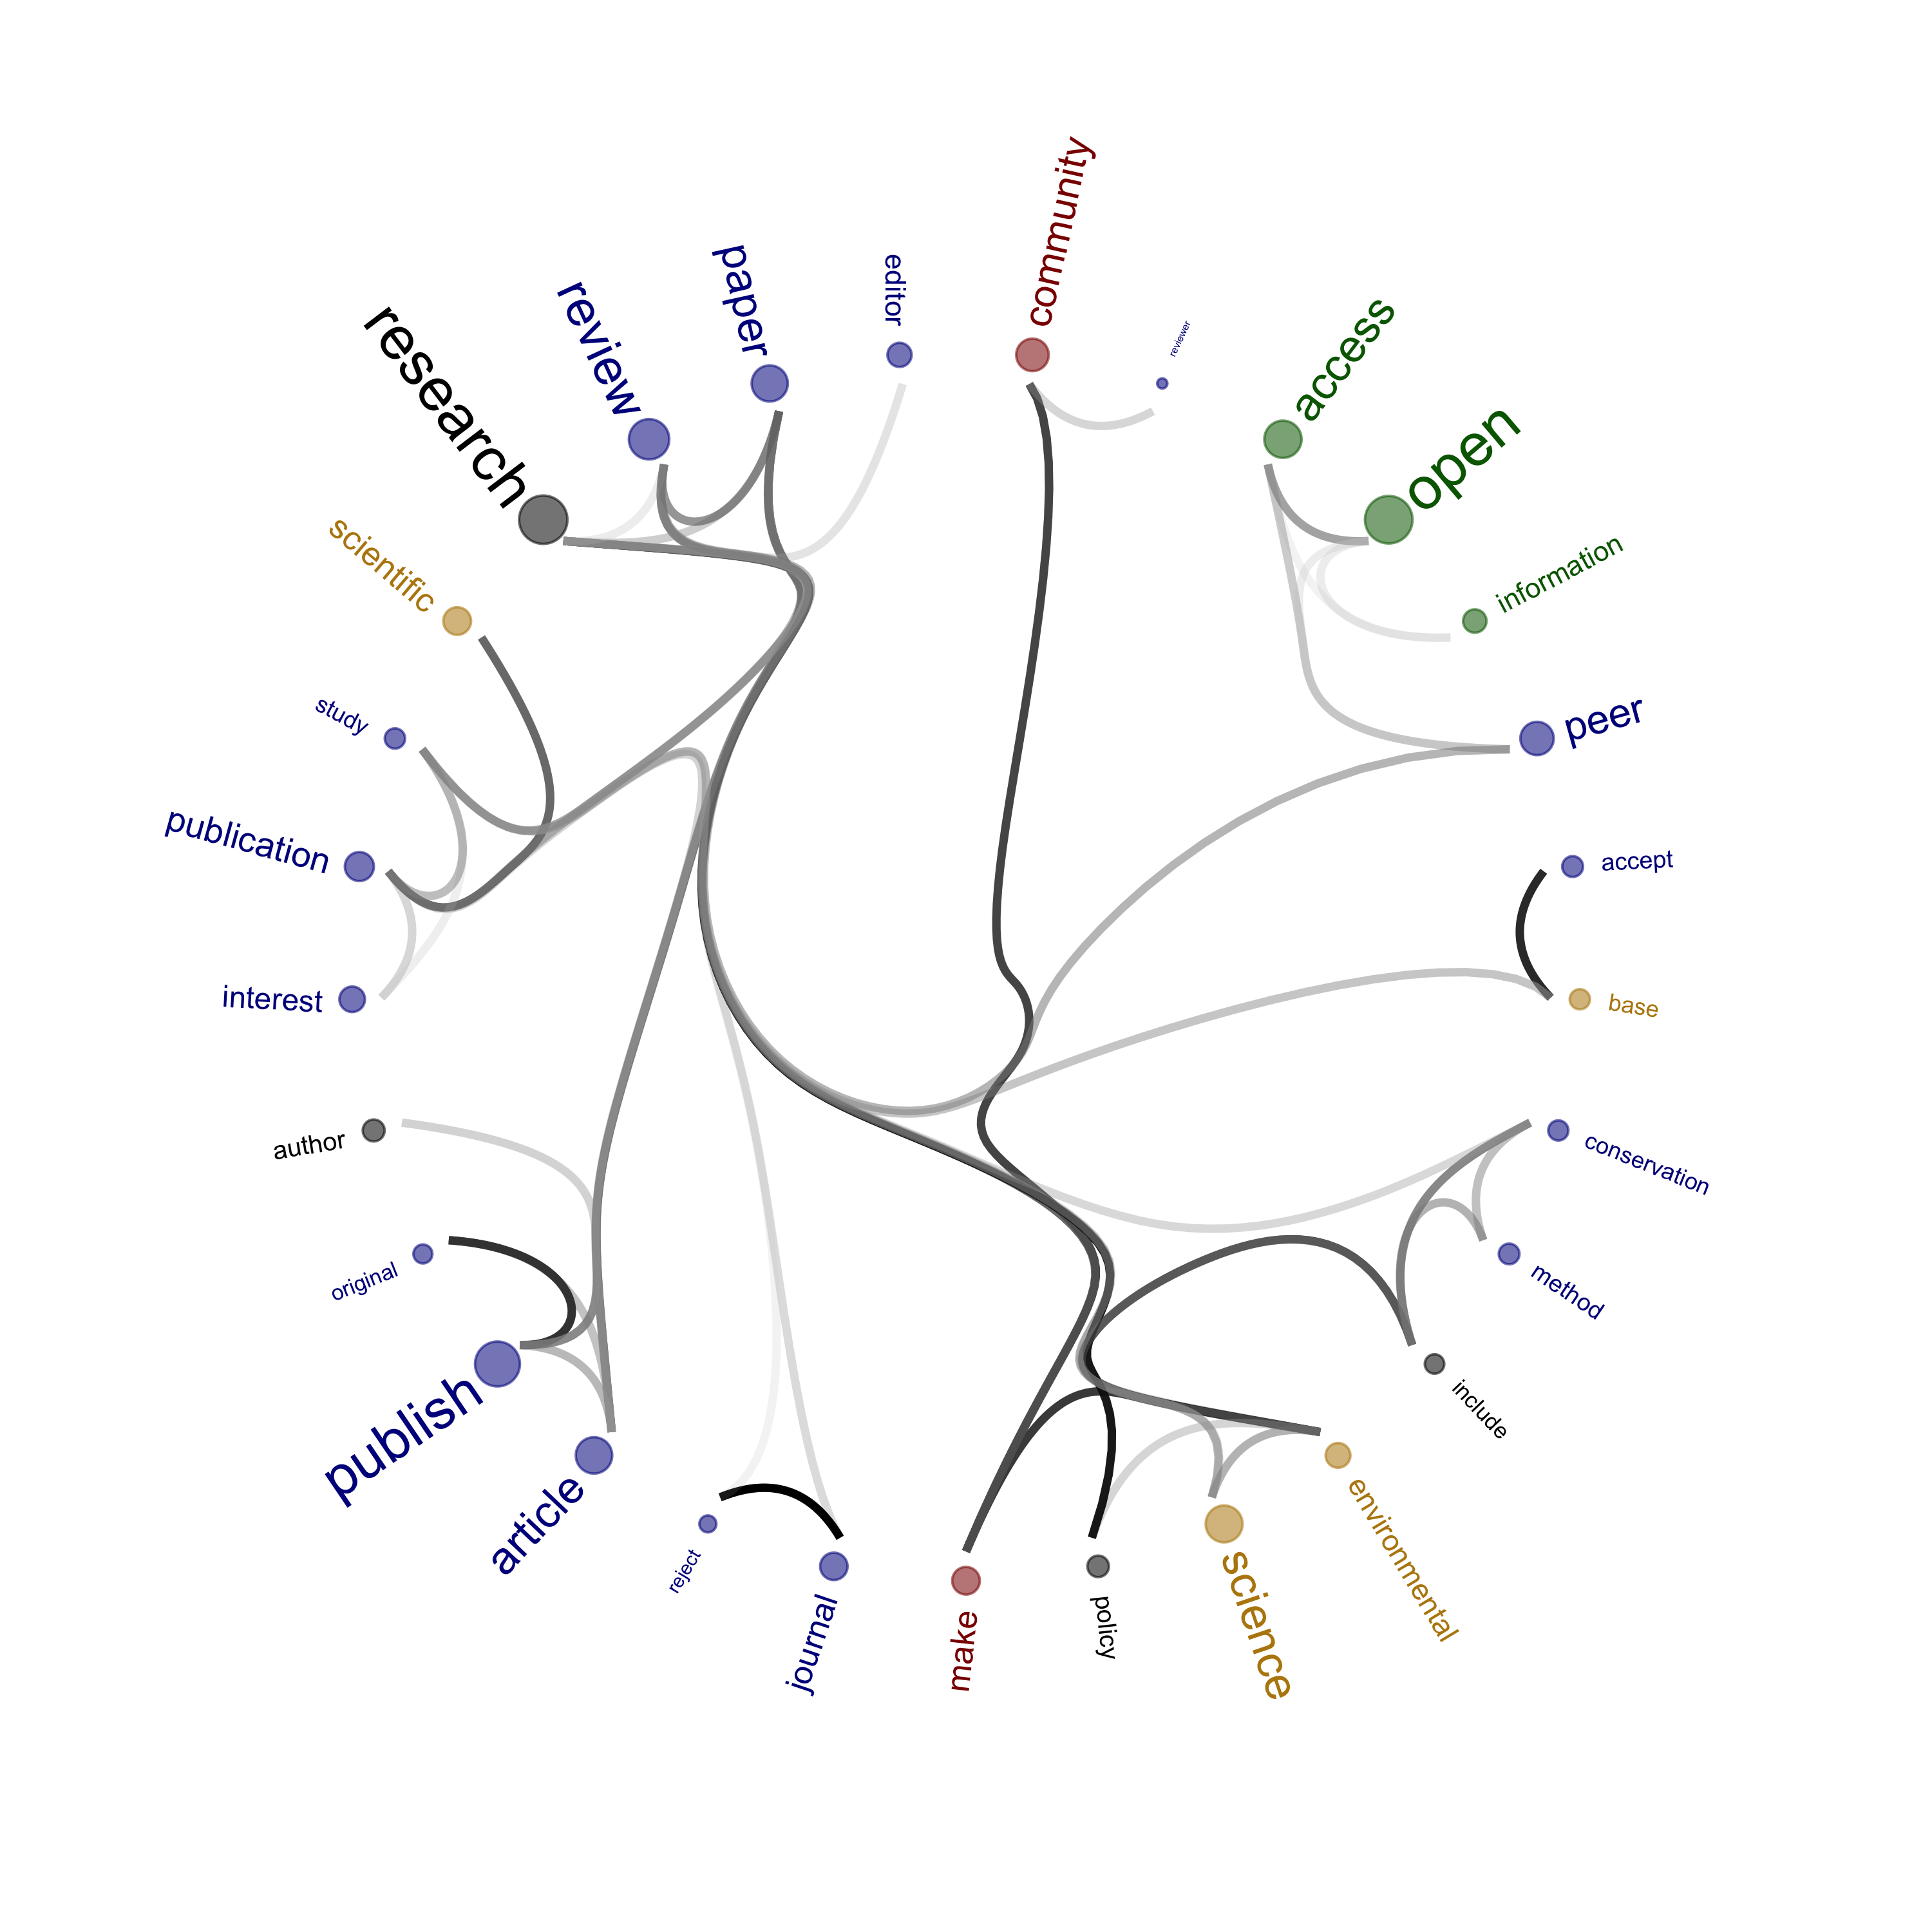 community
reviewer
access
open
information
peer
accept
base
conservation
method
include
environmental
science
policy
make
journal
reject
article
publish
original
author
interest
publication
study
scientific
research
review
paper
editor